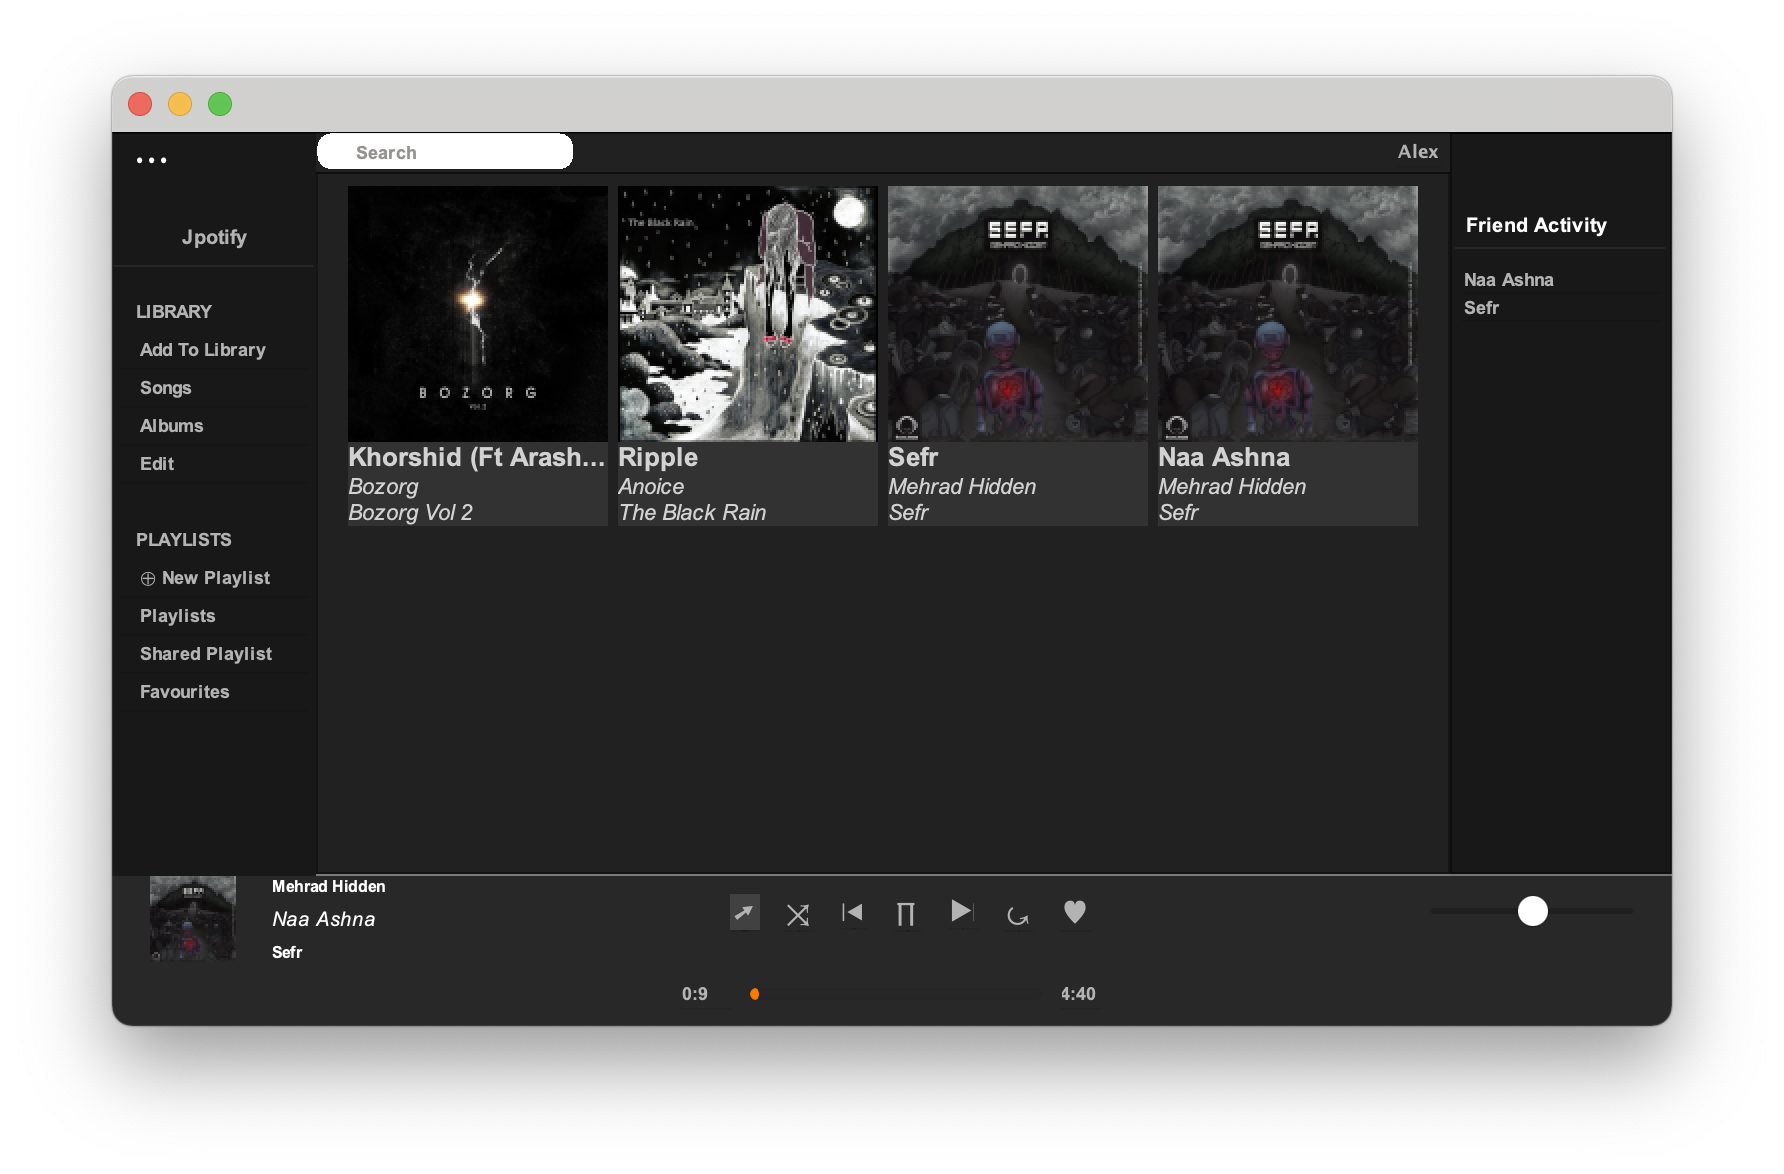 Search
Alex
Jpotify
LIBRARY
Add To Library
Songs
Albums
Edit
PLAYLISTS
New Playlist
Playlists
Shared Playlist
Favourites
BOZORG
Khorshid (Ft Arash...
Bozorg
Bozorg Vol 2
The Black Rain
Ripple
Anoice
The Black Rain
SEFR
Sefr
Mehrad Hidden
Sefr
SEFR
Naa Ashna
Mehrad Hidden
Sefr
Friend Activity
Naa Ashna
Sefr
Mehrad Hidden
Naa Ashna
Sefr
0:9
4:40